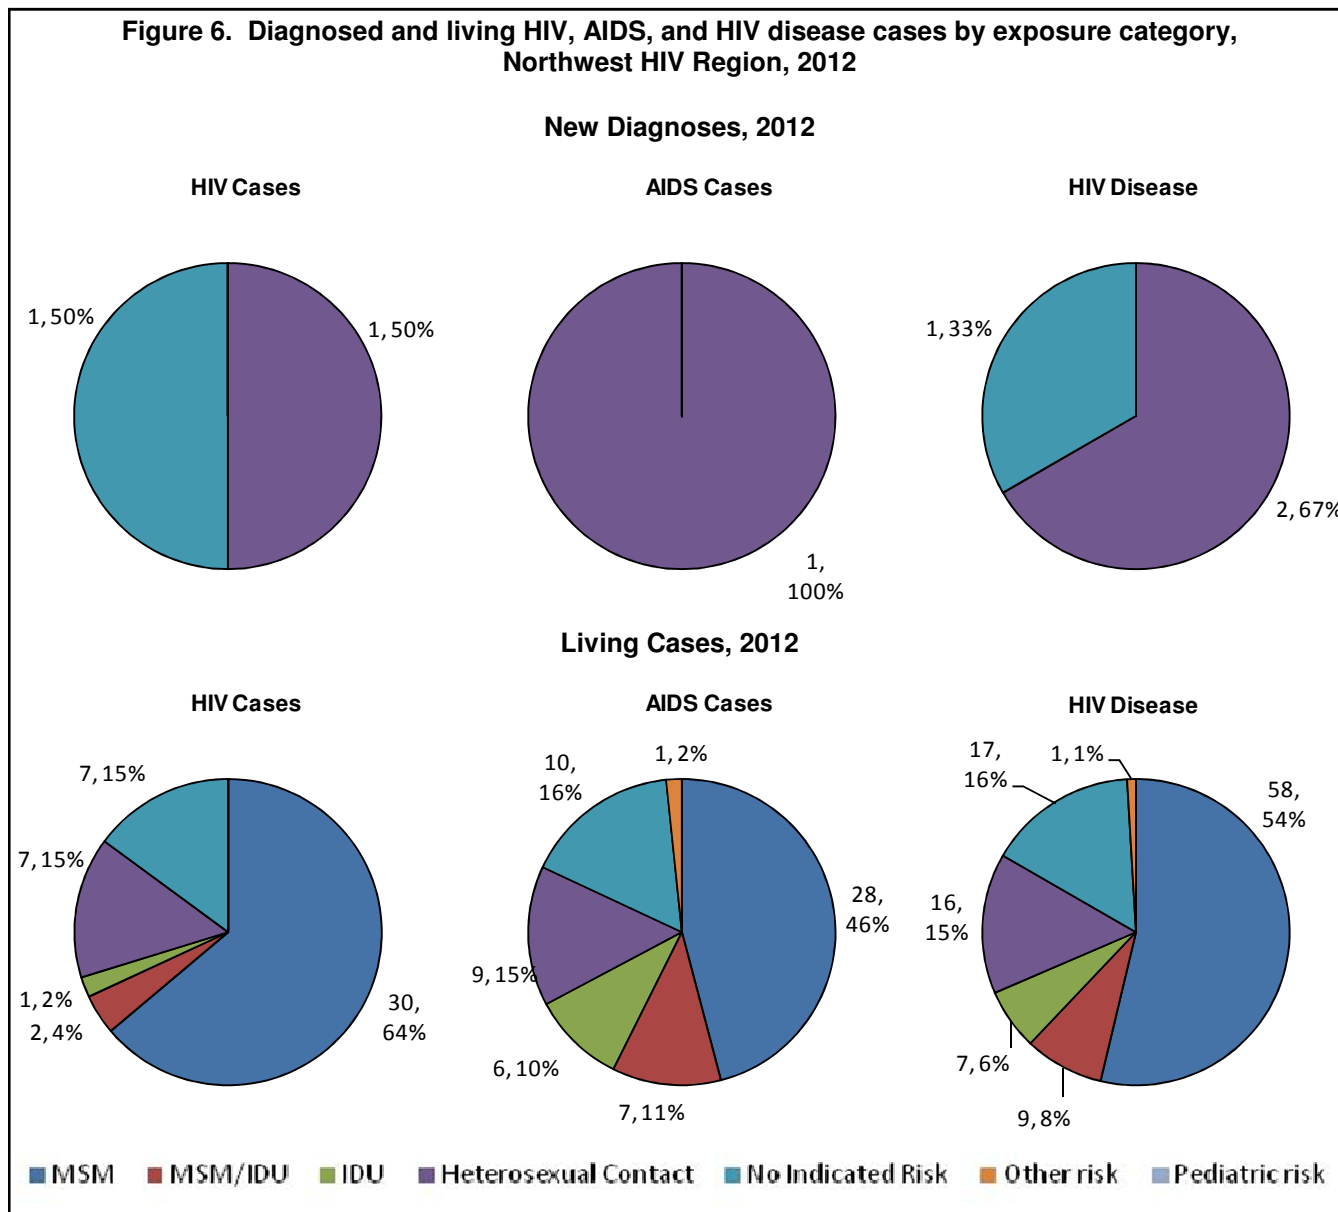 Figure 6.  Diagnosed and living HIV, AIDS, and HIV disease cases by exposure category,
Northwest HIV Region, 2012
New Diagnoses, 2012
HIV Cases
AIDS Cases
HIV Disease
1, 50%
1, 50%
1,
100%
1, 33%
2, 67%
Living Cases, 2012
HIV Cases
AIDS Cases
HIV Disease
7, 15%
7, 15%
1, 2%
2, 4%
30,
64%
10,
16%
1, 2%
9, 15%
6, 10%
7, 11%
28,
46%
17,
16%
1, 1%
58,
54%
16,
15%
7, 6%
9, 8%
MSM MSM/IDU IDU Heterosexual Contact No Indicated Risk Other risk Pediatric risk